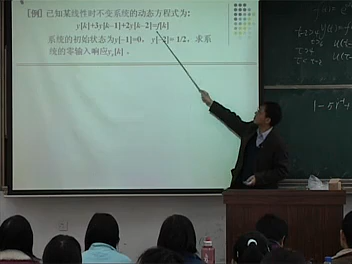 [例] 已知某线性时不变系统的动态方程式为:
y[k]+3y[k−1]+2y[k−2]=f[k]
系统的初始状态为y[−1]=0, y[−2]= 1/2, 求系
统的零输入响应yx[k]。